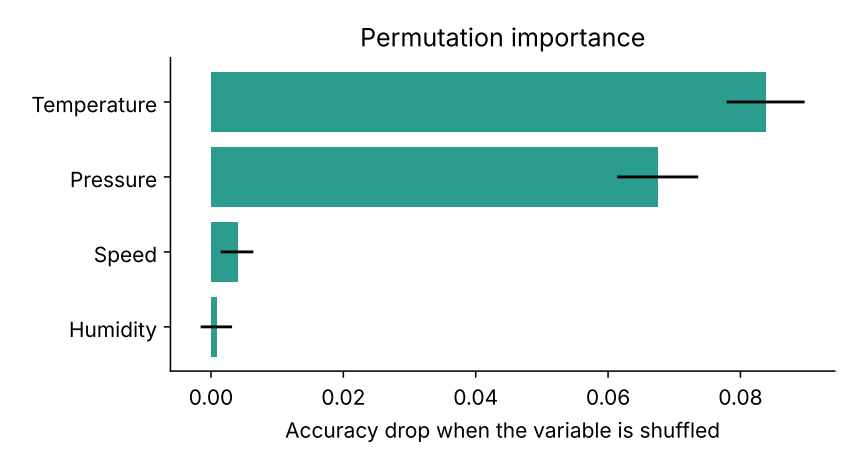 Permutation importance
Temperature
Pressure
Speed
Humidity
0.00 0.02 0.04 0.06 0.08
Accuracy drop when the variable is shuffled